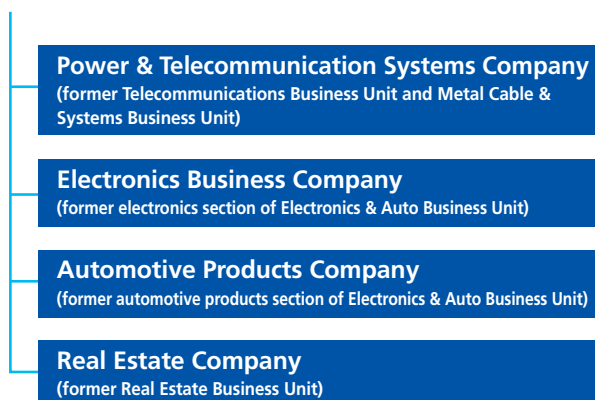 Power & Telecommunication Systems Company
(former Telecommunications Business Unit and Metal Cable &
Systems Business Unit)
Electronics Business Company
(former electronics section of Electronics & Auto Business Unit)
Automotive Products Company
(former automotive products section of Electronics & Auto Business Unit)
Real Estate Company
(former Real Estate Business Unit)